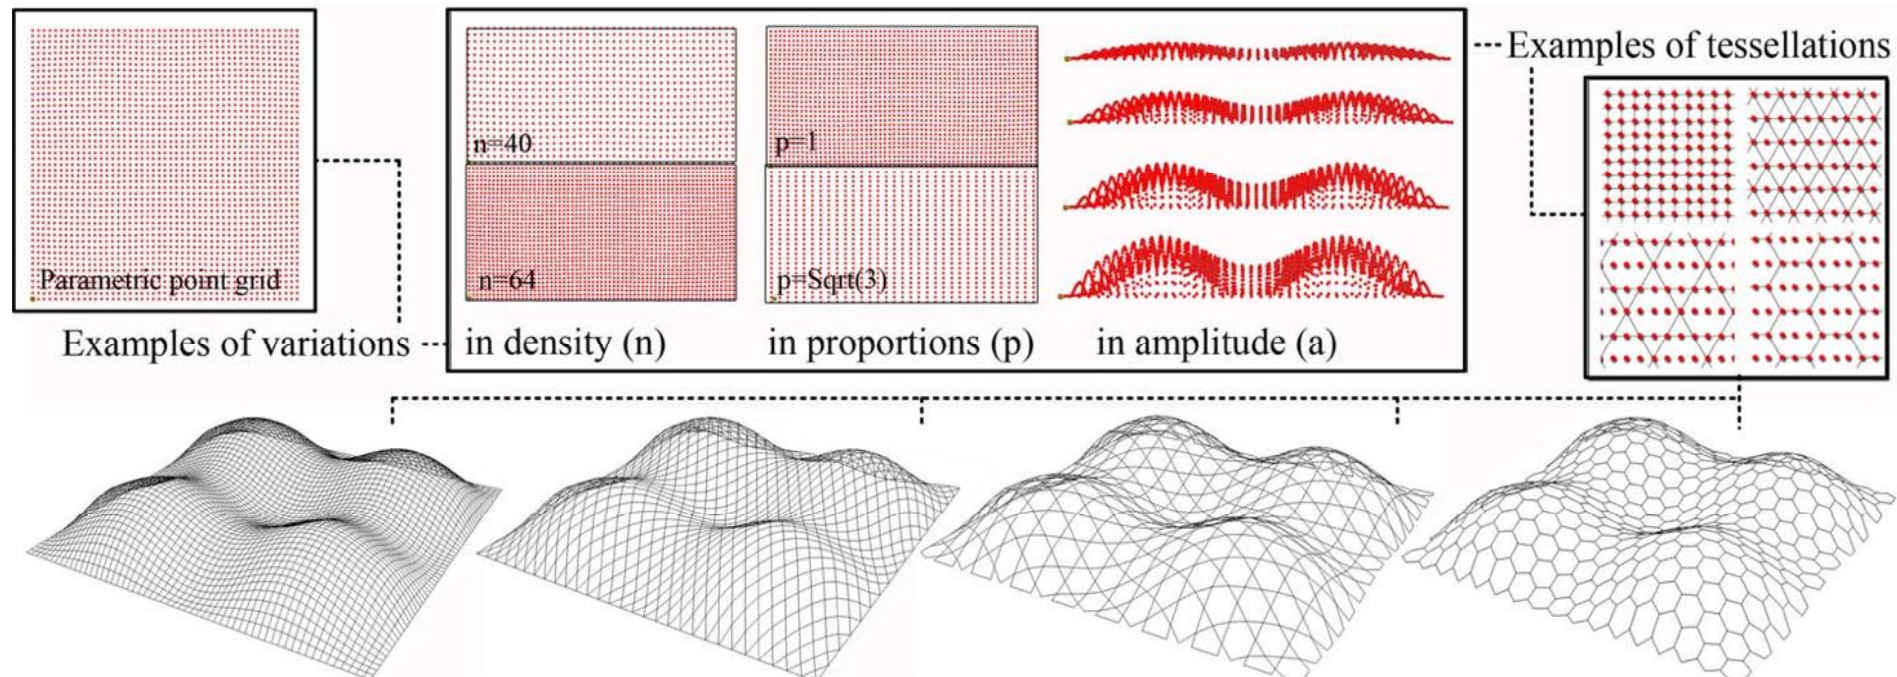 Parametric point grid
Examples of variations
n=40
n=64
in density (n)
p=1
p=Sqrt(3)
in proportions (p)
in amplitude (a)
Examples of tessellations